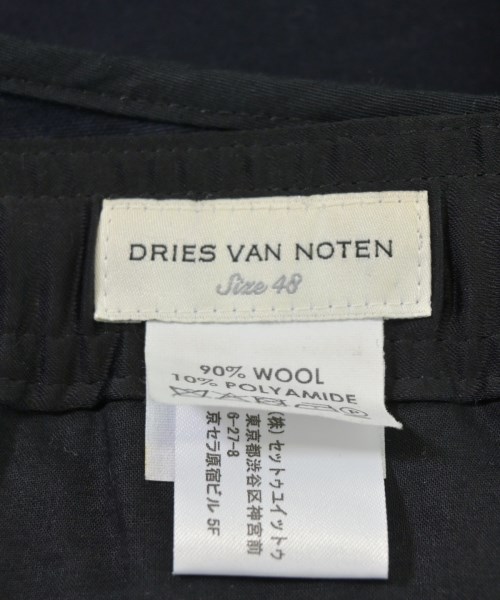 DRIES VAN NOTEN
Size 48
90% WOOL
10% POLYAMIDE
(株)セットウユイットウ
東京都渋谷区神宮前
6-27-8
京セラ原宿ビル 5F